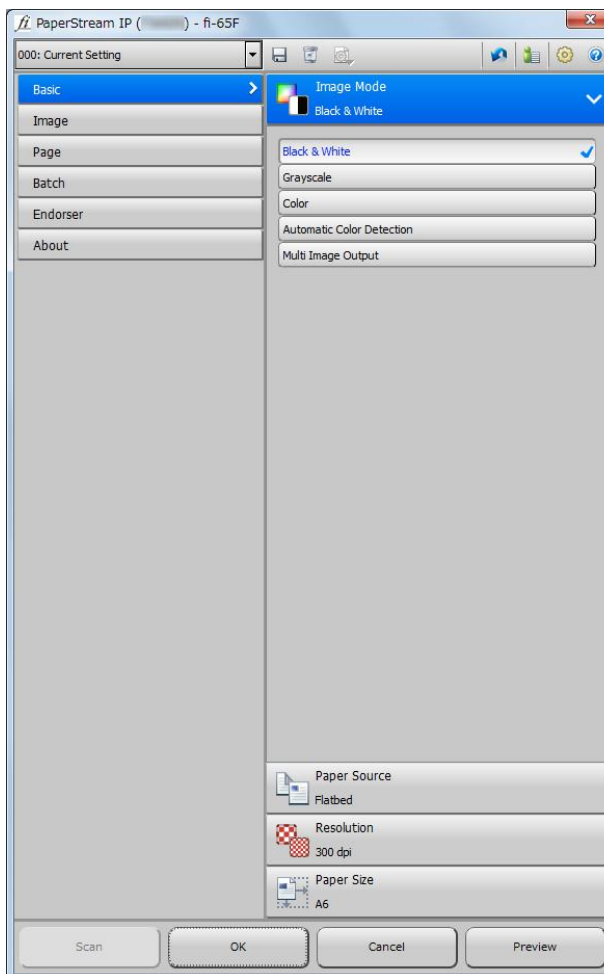 fi PaperStream IP (      ) - fi-65F
000: Current Setting
Basic
Image
Page
Batch
Endorser
About
Image Mode
Black & White
Black & White
Grayscale
Color
Automatic Color Detection
Multi Image Output
Paper Source
Flatbed
Resolution
300 dpi
Paper Size
A6
Scan
OK
Cancel
Preview